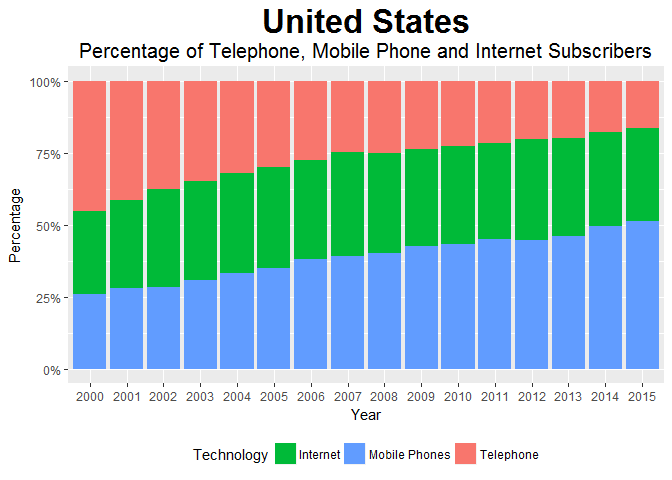 United States
Percentage of Telephone, Mobile Phone and Internet Subscribers
100%
75%
50%
25%
0%
Percentage
2000 2001 2002 2003 2004 2005 2006 2007 2008 2009 2010 2011 2012 2013 2014 2015
Year
Technology Internet Mobile Phones Telephone